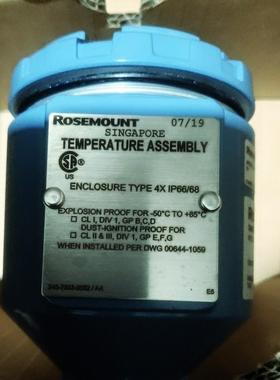 ROSEMOUNT 07/19
SINGAPORE
TEMPERATURE ASSEMBLY
US
ENCLOSURE TYPE 4X IP66/68
EXPLOSION PROOF FOR -50°C TO +85°C
☐ CL I, DIV 1, GP B,C,D
DUST-IGNITION PROOF FOR
☐ CL II & III, DIV 1, GP E,F,G
WHEN INSTALLED PER DWG 00644-1059
E6